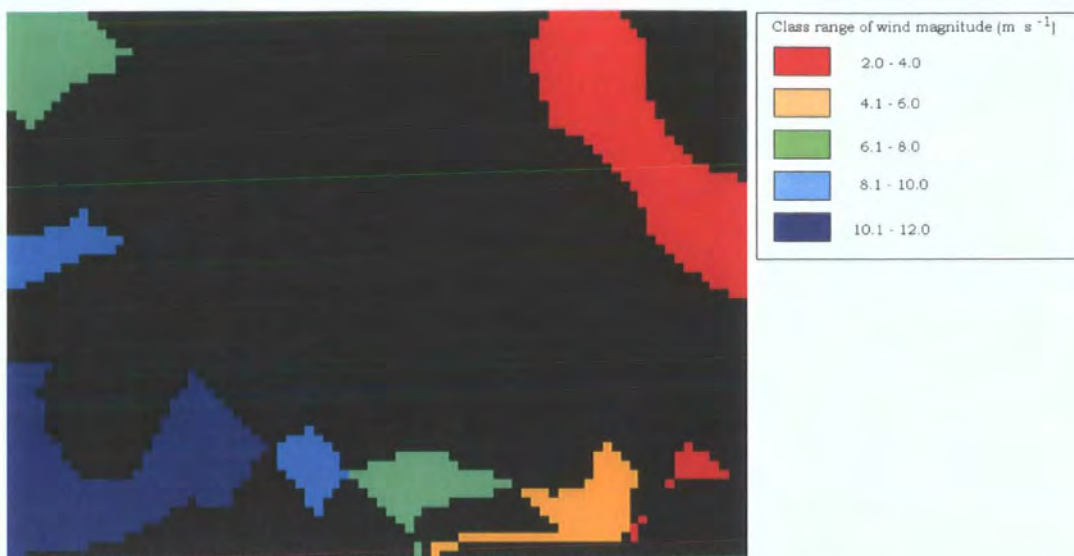 Class range of wind magnitude (m s⁻¹)
2.0 - 4.0
4.1 - 6.0
6.1 - 8.0
8.1 - 10.0
10.1 - 12.0